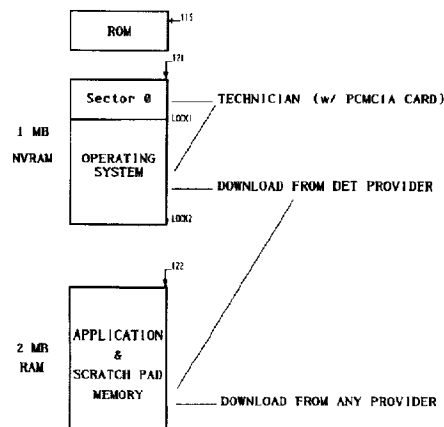 115
ROM
121
Sector 0
TECHNICIAN (w/ PCMCIA CARD)
LOCK1
1 MB
NVRAM
OPERATING
SYSTEM
DOWNLOAD FROM DET PROVIDER
LOCK2
122
2 MB
RAM
APPLICATION
&
SCRATCH PAD
MEMORY
DOWNLOAD FROM ANY PROVIDER